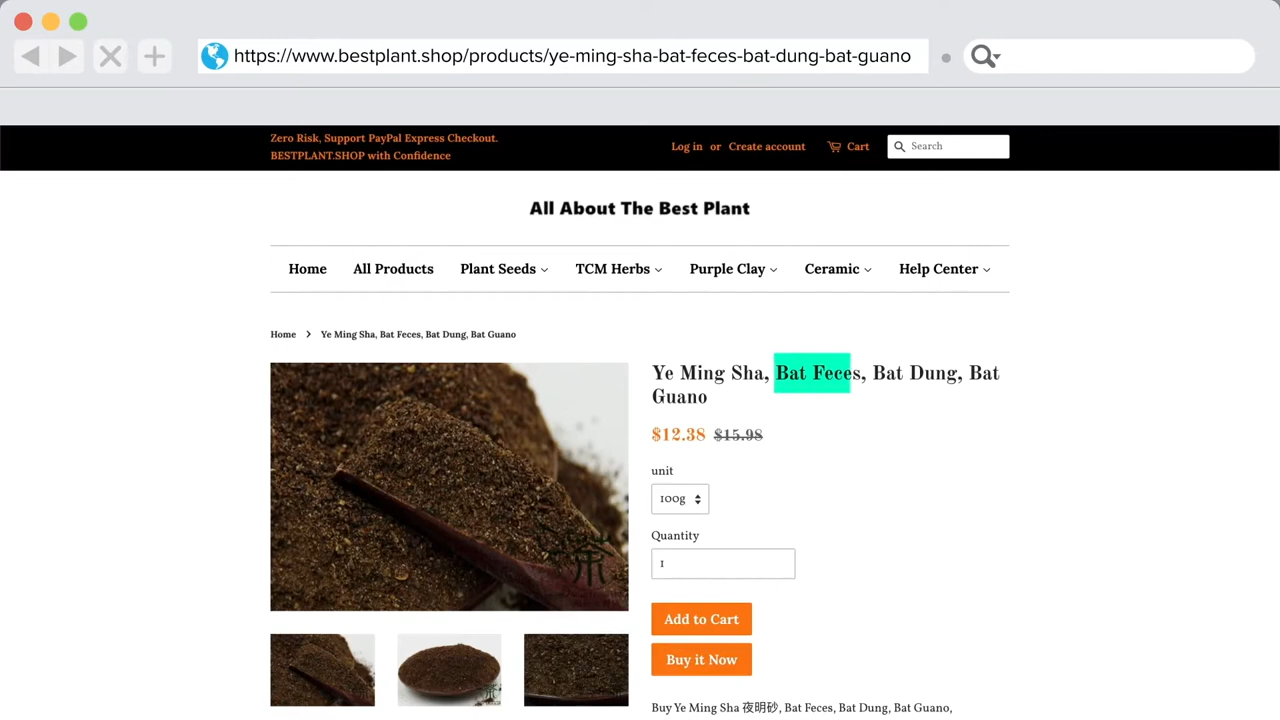 https://www.bestplant.shop/products/ye-ming-sha-bat-feces-bat-dung-bat-guano
Zero Risk, Support PayPal Express Checkout.
BESTPLANT.SHOP with Confidence
Log in or Create account
Cart
Search
All About The Best Plant
Home
All Products
Plant Seeds
TCM Herbs
Purple Clay
Ceramic
Help Center
Home > Ye Ming Sha, Bat Feces, Bat Dung, Bat Guano
Ye Ming Sha, Bat Feces, Bat Dung, Bat
Guano
$12.38 $15.98
unit
100g
Quantity
1
茶
Add to Cart
Buy it Now
Buy Ye Ming Sha 夜明砂, Bat Feces, Bat Dung, Bat Guano,